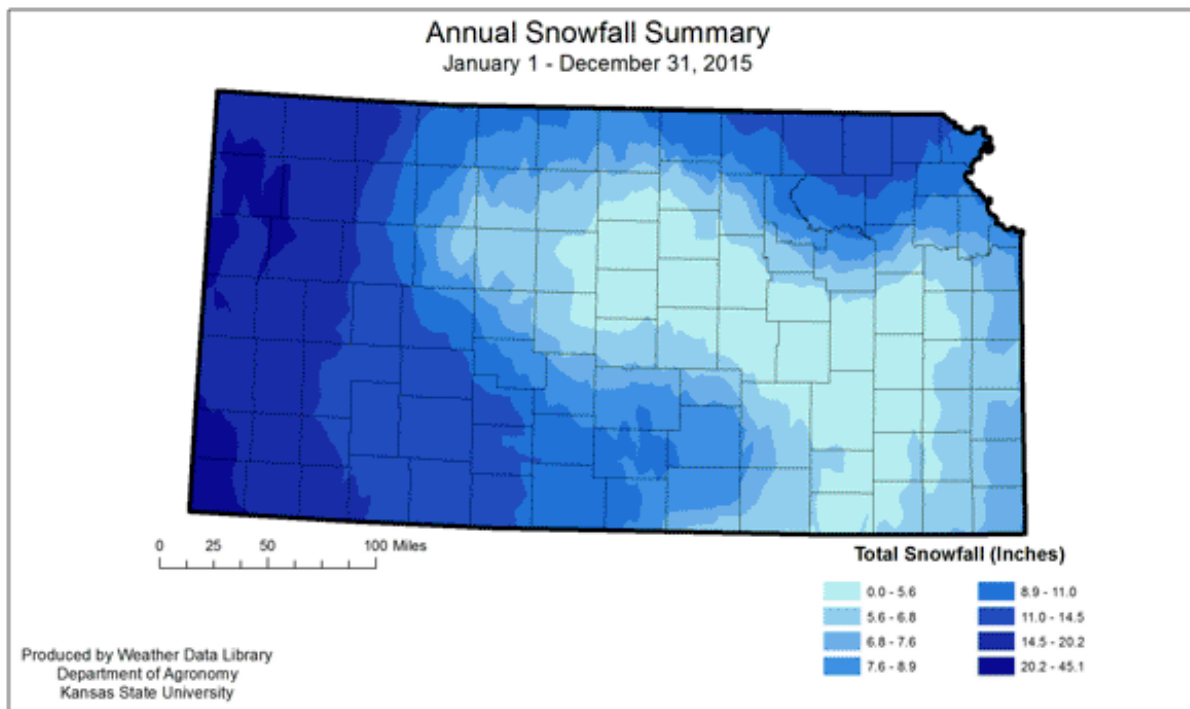 Annual Snowfall Summary
January 1 - December 31, 2015
0 25 50 100 Miles
Total Snowfall (Inches)
0.0 - 5.6
5.6 - 6.8
6.8 - 7.6
7.6 - 8.9
8.9 - 11.0
11.0 - 14.5
14.5 - 20.2
20.2 - 45.1
Produced by Weather Data Library
Department of Agronomy
Kansas State University